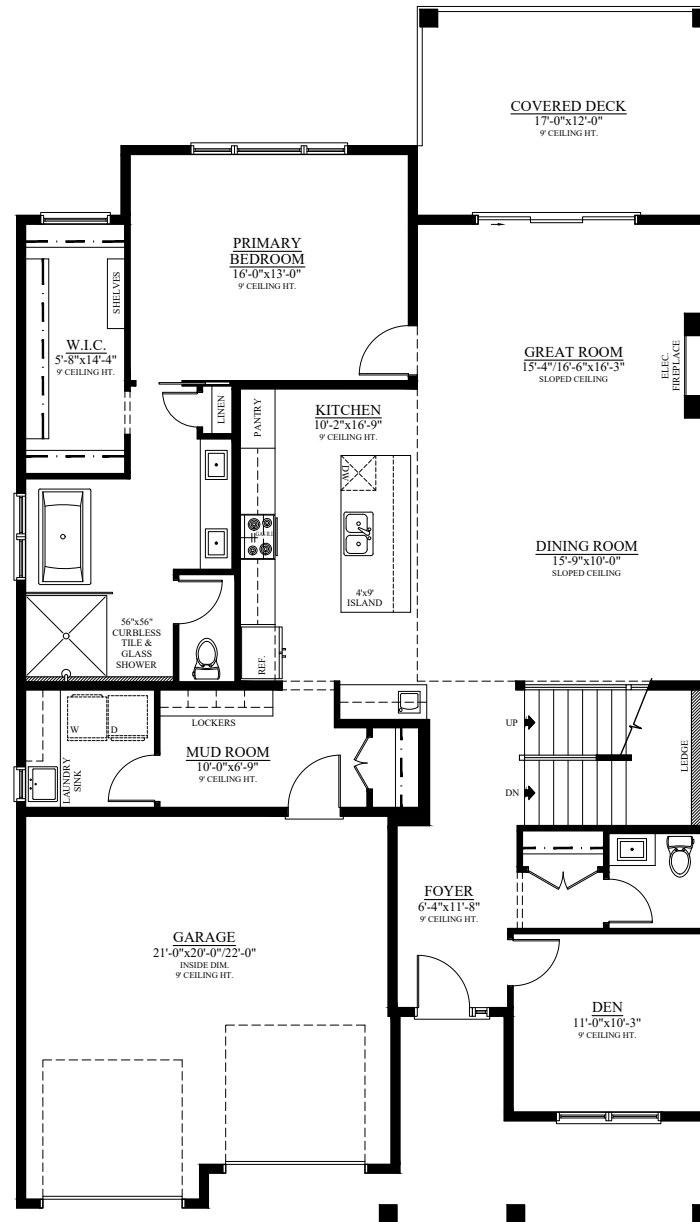 COVERED DECK
17'-0"x12'-0"
9' CEILING HT.
PRIMARY
BEDROOM
16'-0"x13'-0"
9' CEILING HT.
SHELVES
W.I.C.
5'-8"x14'-4"
9' CEILING HT.
GREAT ROOM
15'-4"/16'-6"x16'-3"
SLOPED CEILING
ELEC.
FIREPLACE
LINEN
PANTRY
KITCHEN
10'-2"x16'-9"
9' CEILING HT.
DW
DINING ROOM
15'-9"x10'-0"
SLOPED CEILING
4'x9'
ISLAND
56"x56"
CURBLESS
TILE &
GLASS
SHOWER
REF.
W
D
LOCKERS
LAUNDRY
SINK
MUD ROOM
10'-0"x6'-9"
9' CEILING HT.
UP
DN
LEDGE
FOYER
6'-4"x11'-8"
9' CEILING HT.
GARAGE
21'-0"x20'-0"/22'-0"
INSIDE DIM.
9' CEILING HT.
DEN
11'-0"x10'-3"
9' CEILING HT.